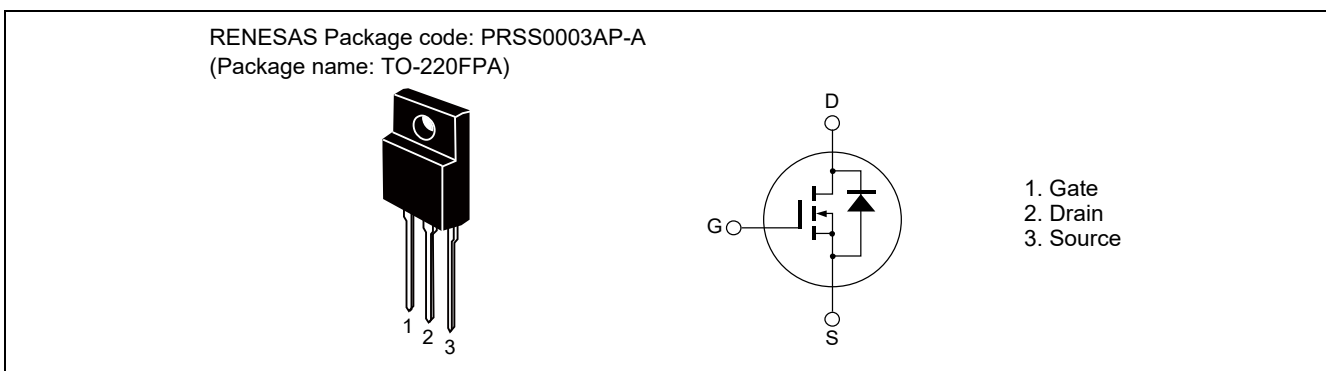 RENESAS Package code: PRSS0003AP-A
(Package name: TO-220FPA)
D
G
S
1
2
3
1. Gate
2. Drain
3. Source